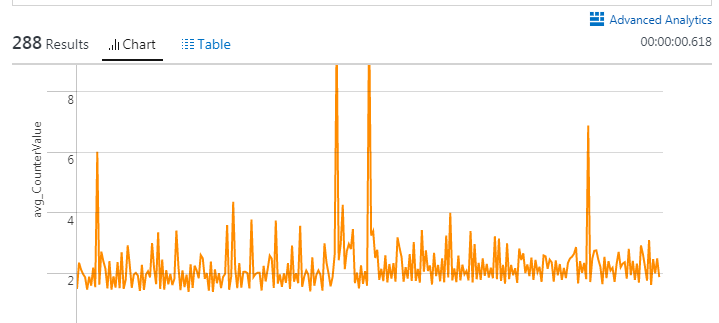 Advanced Analytics
288 Results
Chart
Table
00:00:00.618
avg_CounterValue
8
6
4
2